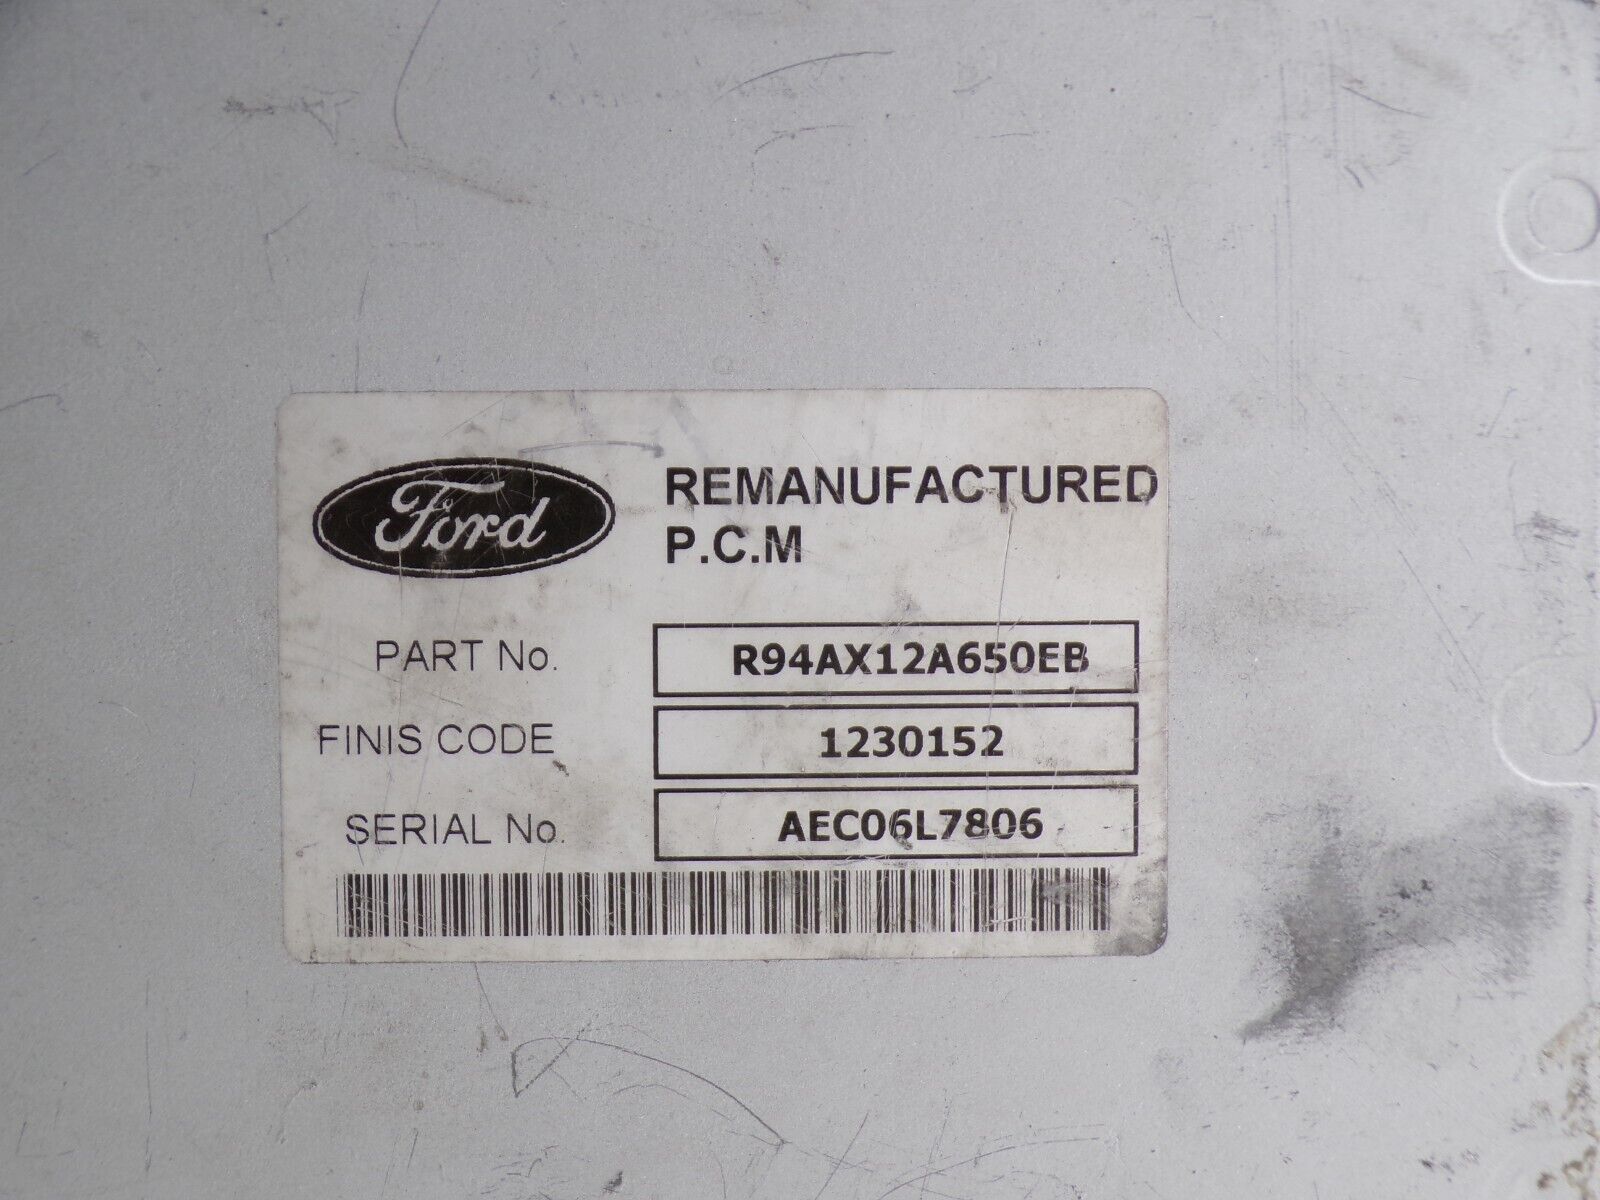 Ford
REMANUFACTURED
P.C.M
PART No. R94AX12A650EB
FINIS CODE 1230152
SERIAL No. AEC06L7806